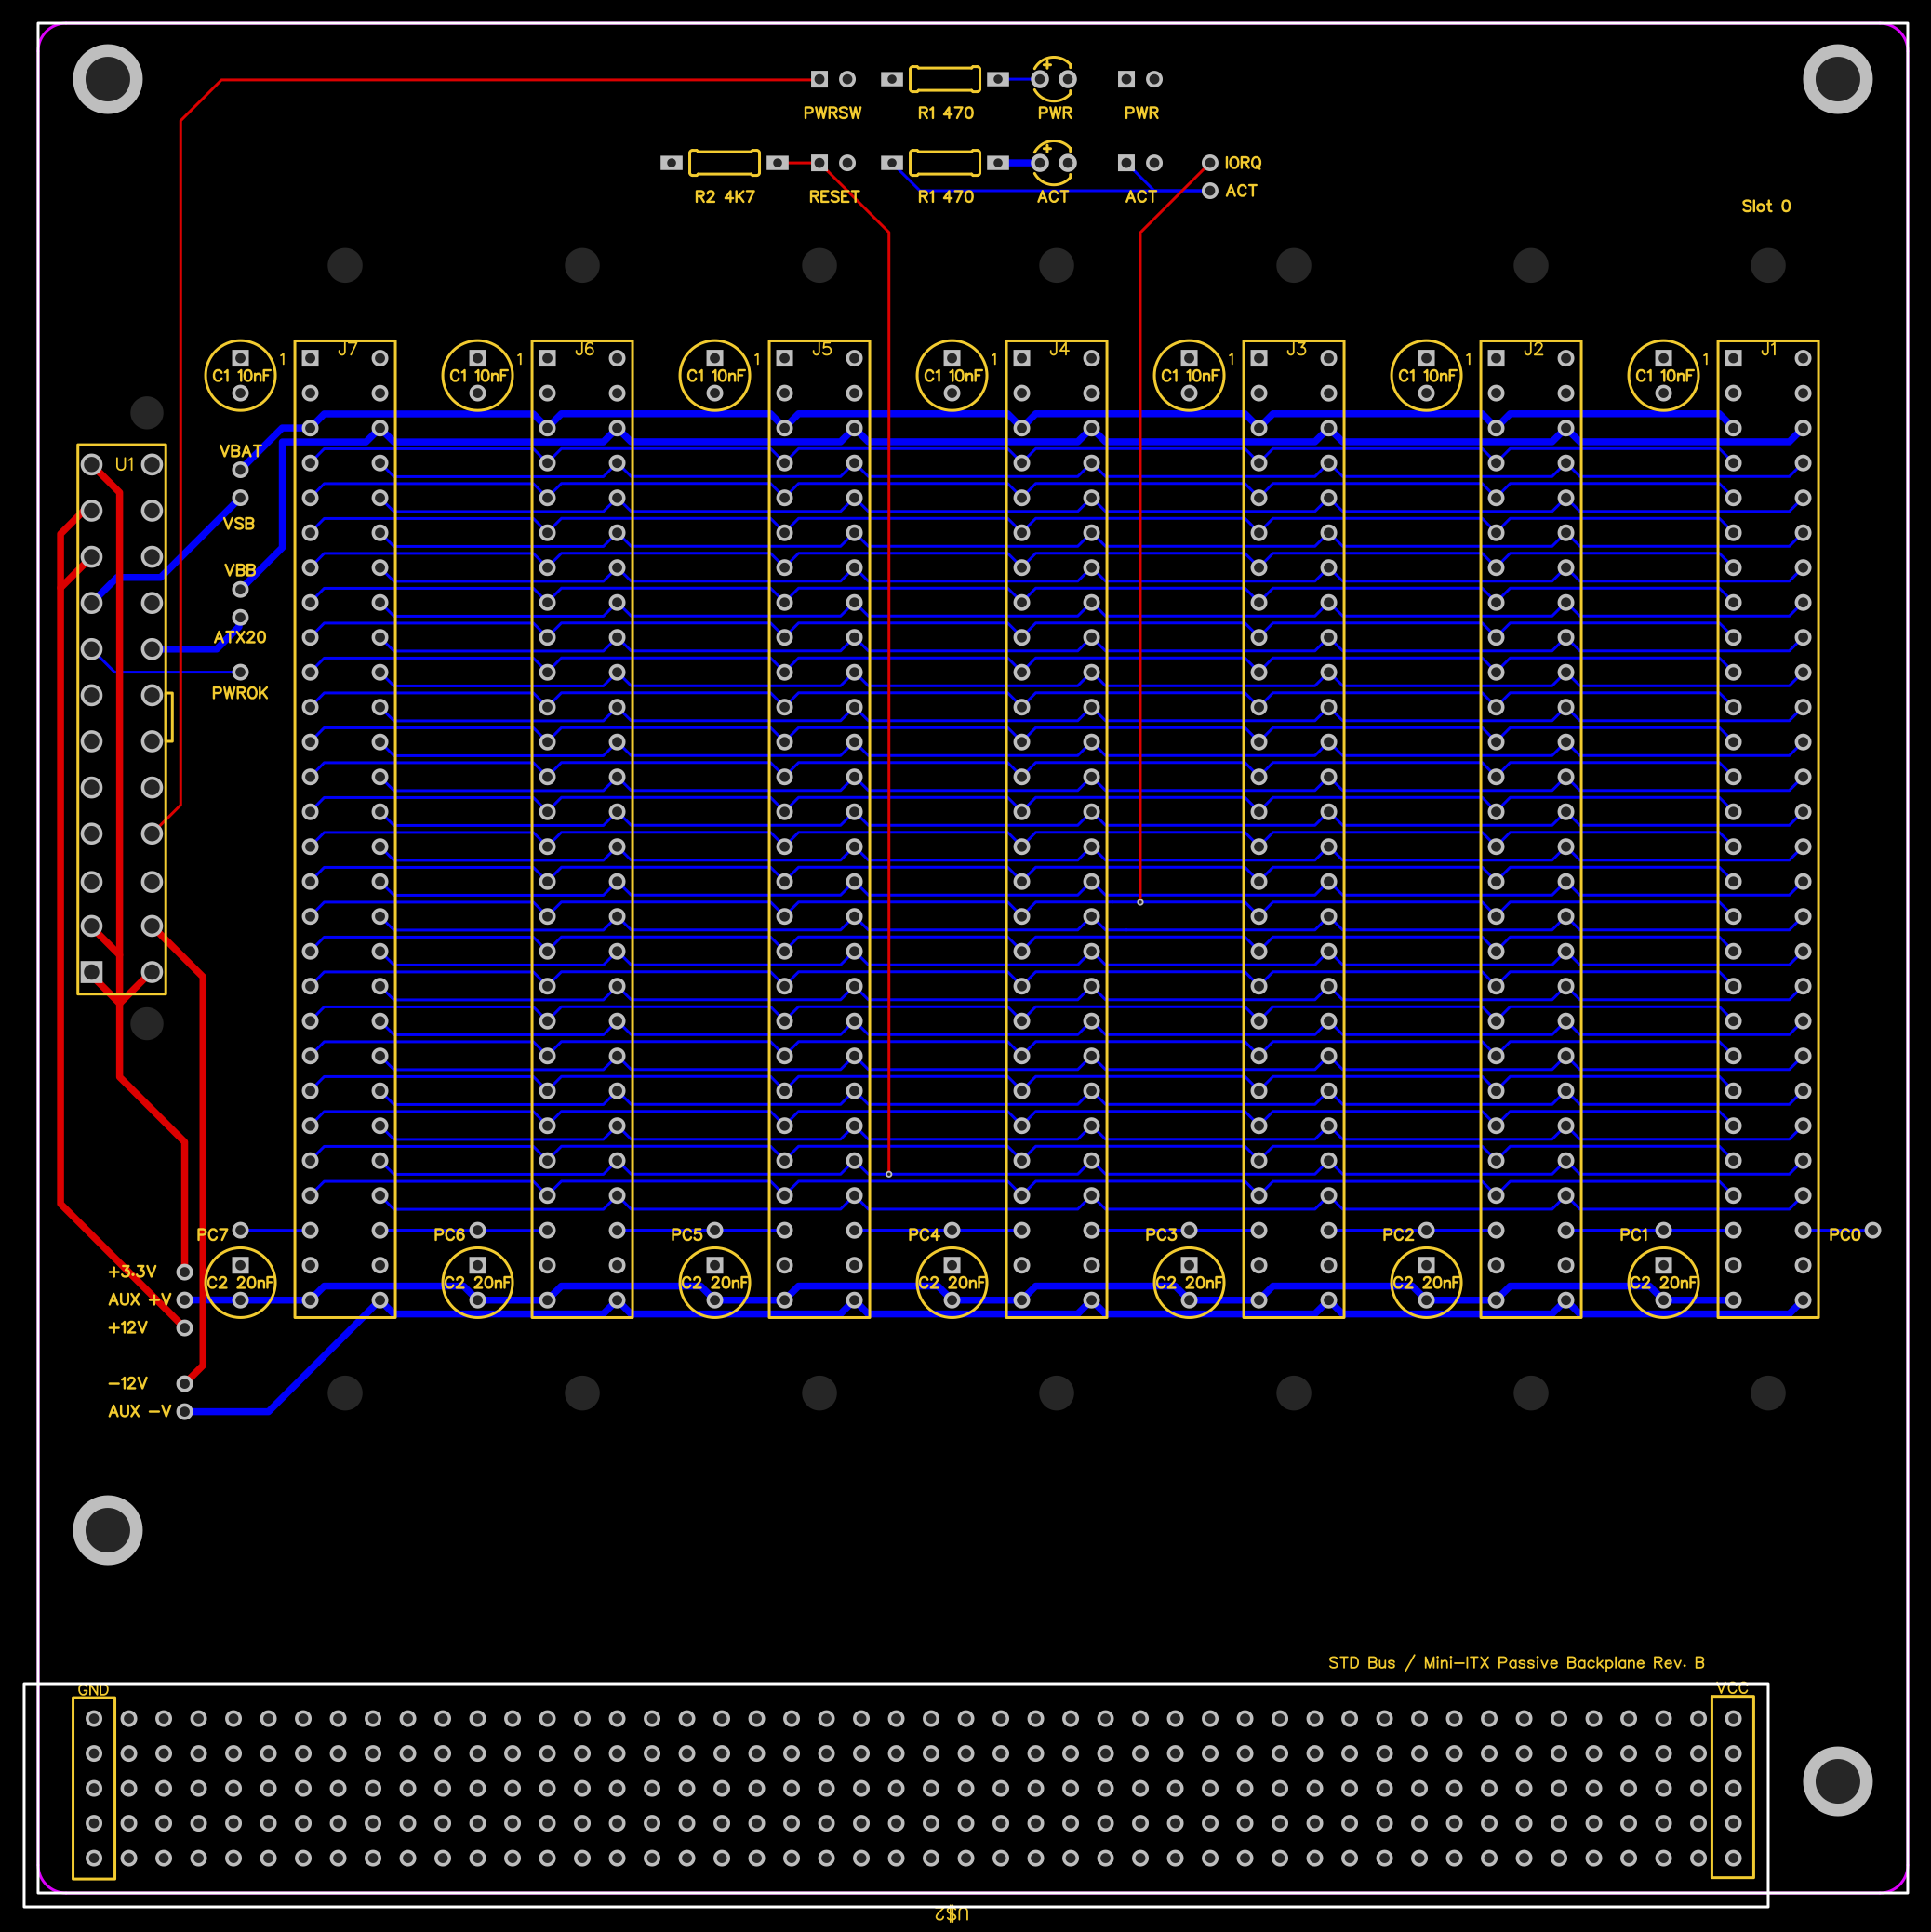 PWRSW R1 470 + PWR PWR
R2 4K7 RESET R1 470 + ACT ACT IORQ
ACT
Slot 0
J7 J6 J5 J4 J3 J2 J1
1 1 1 1 1 1 1
C1 10nF C1 10nF C1 10nF C1 10nF C1 10nF C1 10nF C1 10nF
U1
VBAT
VSB
VBB
ATX20
PWROK
PC7 PC6 PC5 PC4 PC3 PC2 PC1 PC0
+3.3V
C2 20nF C2 20nF C2 20nF C2 20nF C2 20nF C2 20nF C2 20nF
AUX +V
+12V
-12V
AUX -V
STD Bus / Mini-ITX Passive Backplane Rev. B
GND VCC
U$2